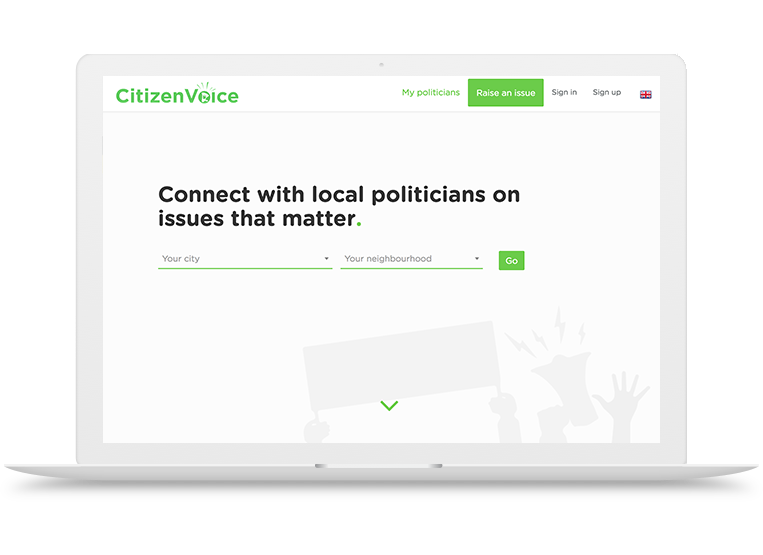 CitizenVoice
My politicians
Raise an issue
Sign in
Sign up
Connect with local politicians on
issues that matter.
Your city
Your neighbourhood
Go